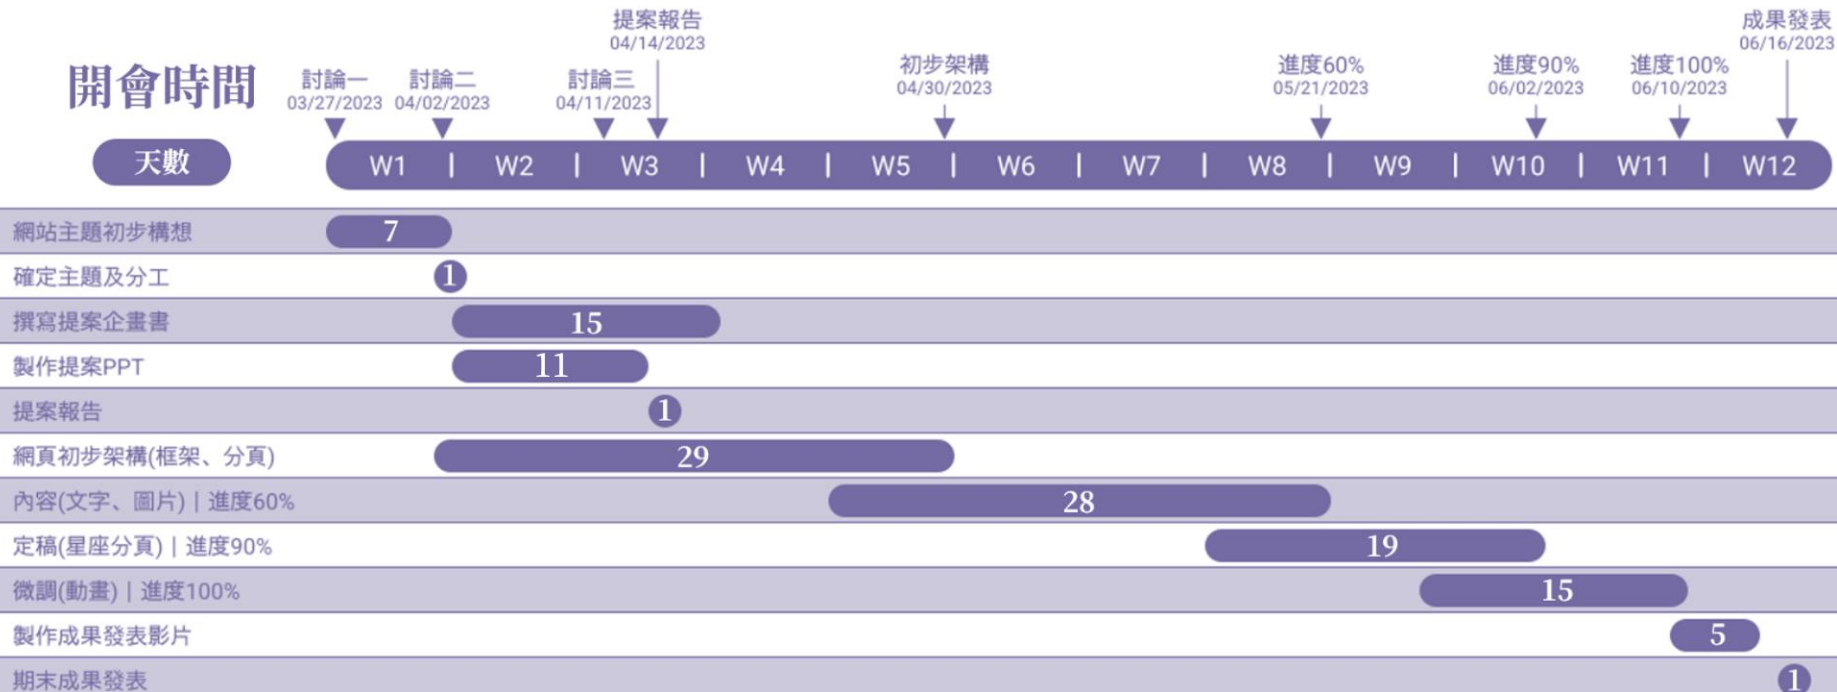 提案報告
04/14/2023
成果發表
06/16/2023
開會時間
討論一
03/27/2023
討論二
04/02/2023
討論三
04/11/2023
初步架構
04/30/2023
進度60%
05/21/2023
進度90%
06/02/2023
進度100%
06/10/2023
天數
W1 | W2 | W3 | W4 | W5 | W6 | W7 | W8 | W9 | W10 | W11 | W12
網站主題初步構想 7
確定主題及分工 1
撰寫提案企畫書 15
製作提案PPT 11
提案報告 1
網頁初步架構(框架、分頁) 29
內容(文字、圖片) | 進度60% 28
定稿(星座分頁) | 進度90% 19
微調(動畫) | 進度100% 15
製作成果發表影片 5
期末成果發表 1